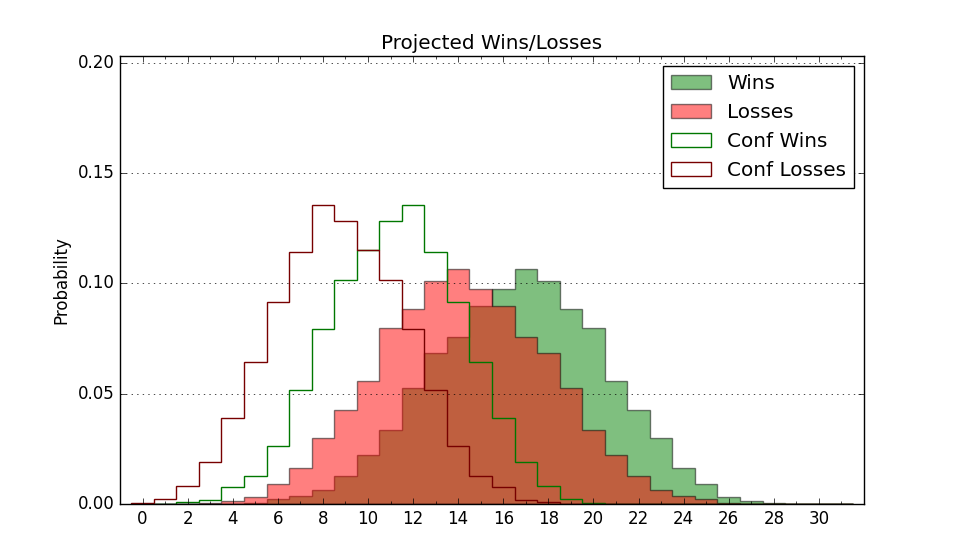 Projected Wins/Losses
0.20
0.15
0.10
0.05
0.00
Probability
Wins
Losses
Conf Wins
Conf Losses
0 2 4 6 8 10 12 14 16 18 20 22 24 26 28 30